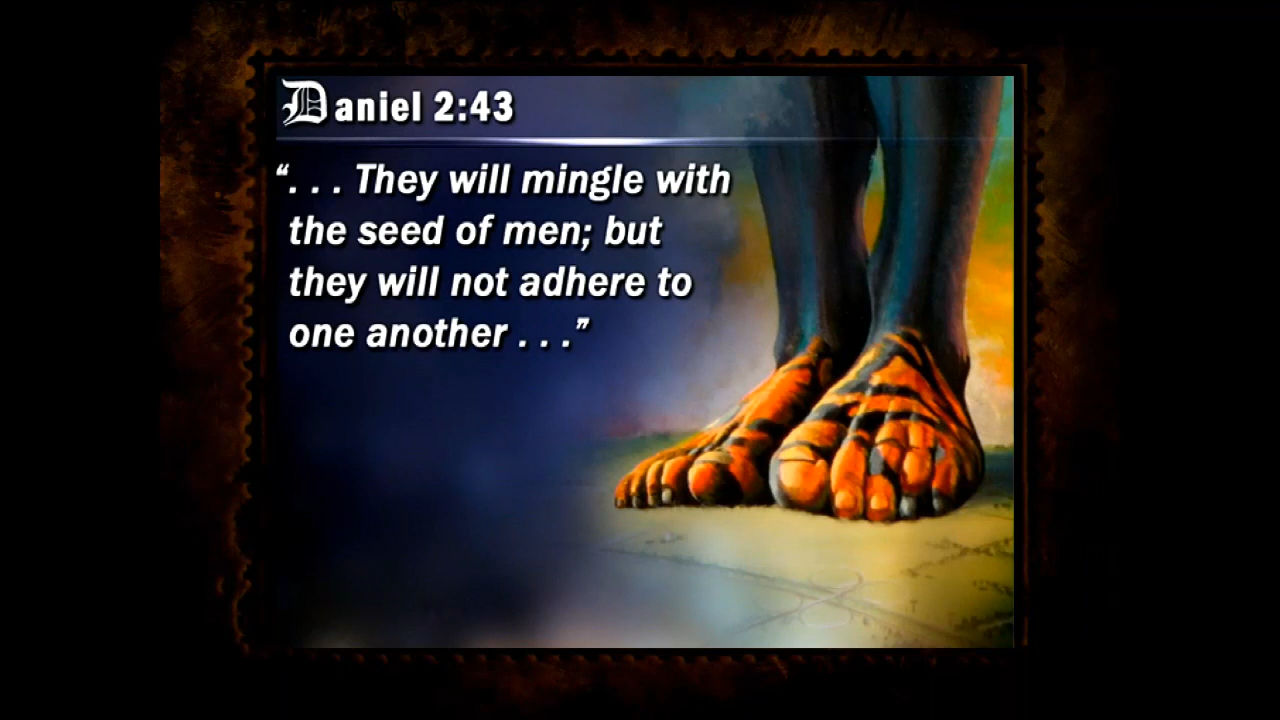 Daniel 2:43
“. . . They will mingle with
the seed of men; but
they will not adhere to
one another . . .”